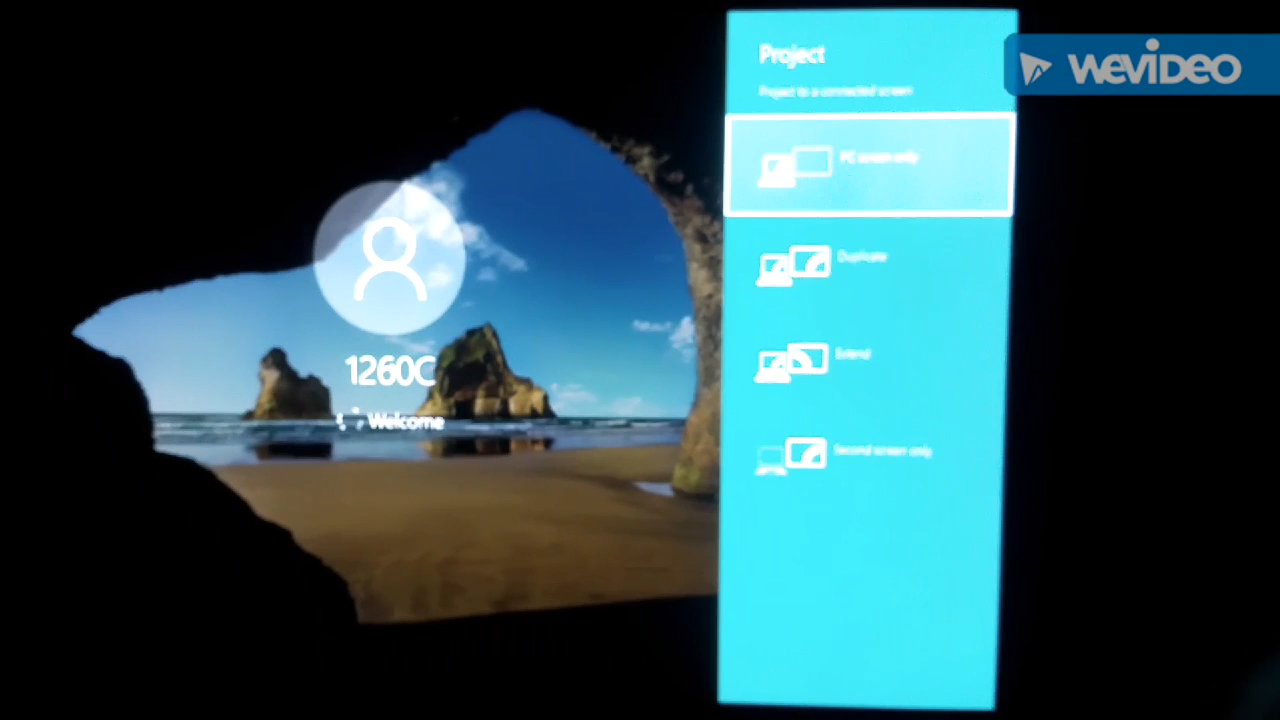 Project
Project to a connected screen
PC screen only
Duplicate
Extend
Second screen only
1260C
Welcome
WEVIDEO